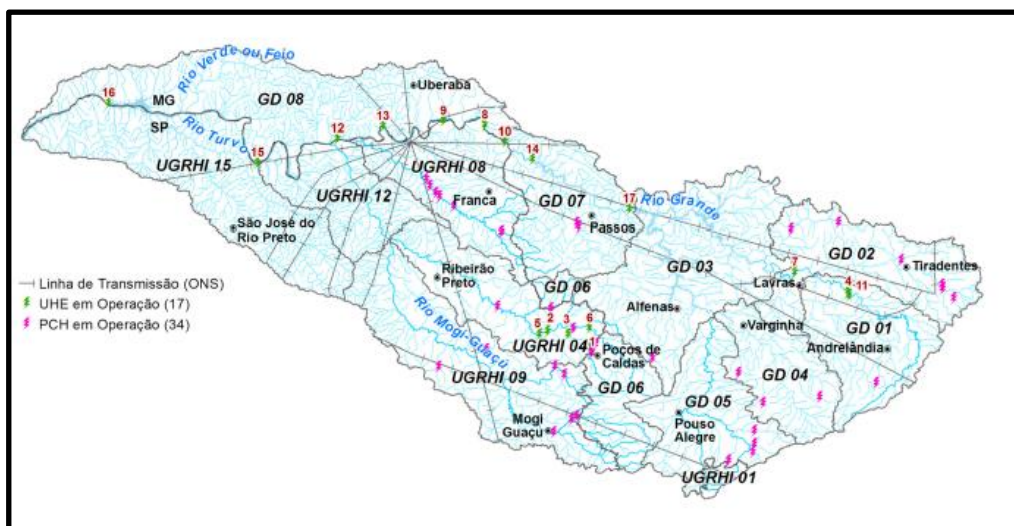 Rio Verde ou Feio
Uberaba
16
MG
GD 08
SP
Rio Turvo
13
9
8
12
10
14
15
UGRHI 15
UGRHI 08
UGRHI 12
Franca
GD 07
17
Rio Grande
Passos
São José do
Rio Preto
GD 02
7
Tiradentes
Linha de Transmissão (ONS)
UHE em Operação (17)
PCH em Operação (34)
Ribeirão
Preto
GD 03
Lavras
4
11
GD 06
Alfenas
Rio Mogi-Guaçú
5
2
3
6
Varginha
GD 01
UGRHI 04
1
Poços de
Caldas
Andrelândia
UGRHI 09
GD 06
GD 04
GD 05
Mogi
Guaçu
Pouso
Alegre
UGRHI 01